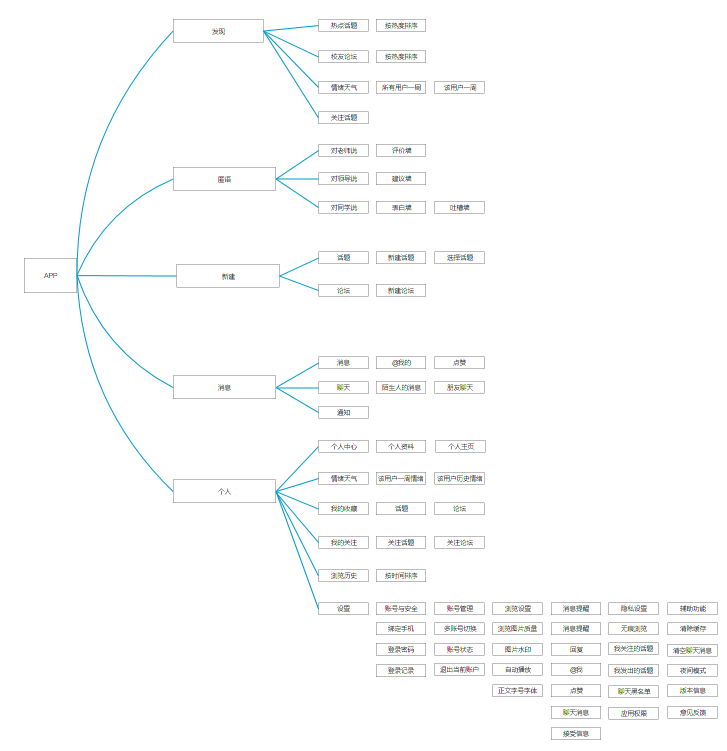 发现
热点话题 按热度排序
校友论坛 按热度排序
情绪天气 所有用户一周 该用户一周
关注话题
匿语
对老师说 评价墙
对领导说 建议墙
对同学说 表白墙 吐槽墙
APP
新建
话题 新建话题 选择话题
论坛 新建论坛
消息
消息 @我的 点赞
聊天 陌生人的消息 朋友聊天
通知
个人
个人中心 个人资料 个人主页
情绪天气 该用户一周情绪 该用户历史情绪
我的收藏 话题 论坛
我的关注 关注话题 关注论坛
浏览历史 按时间排序
设置 账号与安全 账号管理 浏览设置 消息提醒 隐私设置 辅助功能
绑定手机 多账号切换 浏览图片质量 消息提醒 无痕浏览 清除缓存
登录密码 账号状态 图片水印 回复 我关注的话题 清空聊天消息
登录记录 退出当前账户 自动播放 @我 我发出的话题 夜间模式
正文字号字体 点赞 聊天黑名单 版本信息
聊天消息 应用权限 意见反馈
接受信息